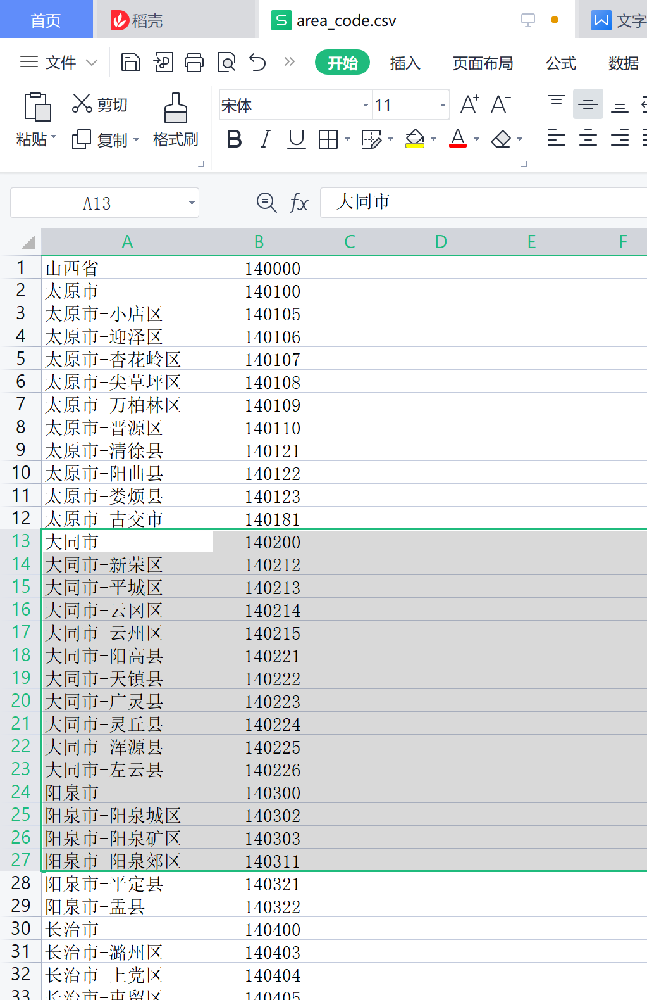 首页 稻壳 area_code.csv 文字
文件 开始 插入 页面布局 公式 数据
剪切 宋体 11 A+ A-
粘贴 复制 格式刷 B I U A
A13 fx 大同市
A B C D E F
1 山西省 140000
2 太原市 140100
3 太原市-小店区 140105
4 太原市-迎泽区 140106
5 太原市-杏花岭区 140107
6 太原市-尖草坪区 140108
7 太原市-万柏林区 140109
8 太原市-晋源区 140110
9 太原市-清徐县 140121
10 太原市-阳曲县 140122
11 太原市-娄烦县 140123
12 太原市-古交市 140181
13 大同市 140200
14 大同市-新荣区 140212
15 大同市-平城区 140213
16 大同市-云冈区 140214
17 大同市-云州区 140215
18 大同市-阳高县 140221
19 大同市-天镇县 140222
20 大同市-广灵县 140223
21 大同市-灵丘县 140224
22 大同市-浑源县 140225
23 大同市-左云县 140226
24 阳泉市 140300
25 阳泉市-阳泉城区 140302
26 阳泉市-阳泉矿区 140303
27 阳泉市-阳泉郊区 140311
28 阳泉市-平定县 140321
29 阳泉市-盂县 140322
30 长治市 140400
31 长治市-潞州区 140403
32 长治市-上党区 140404
33 长治市-屯留区 140405